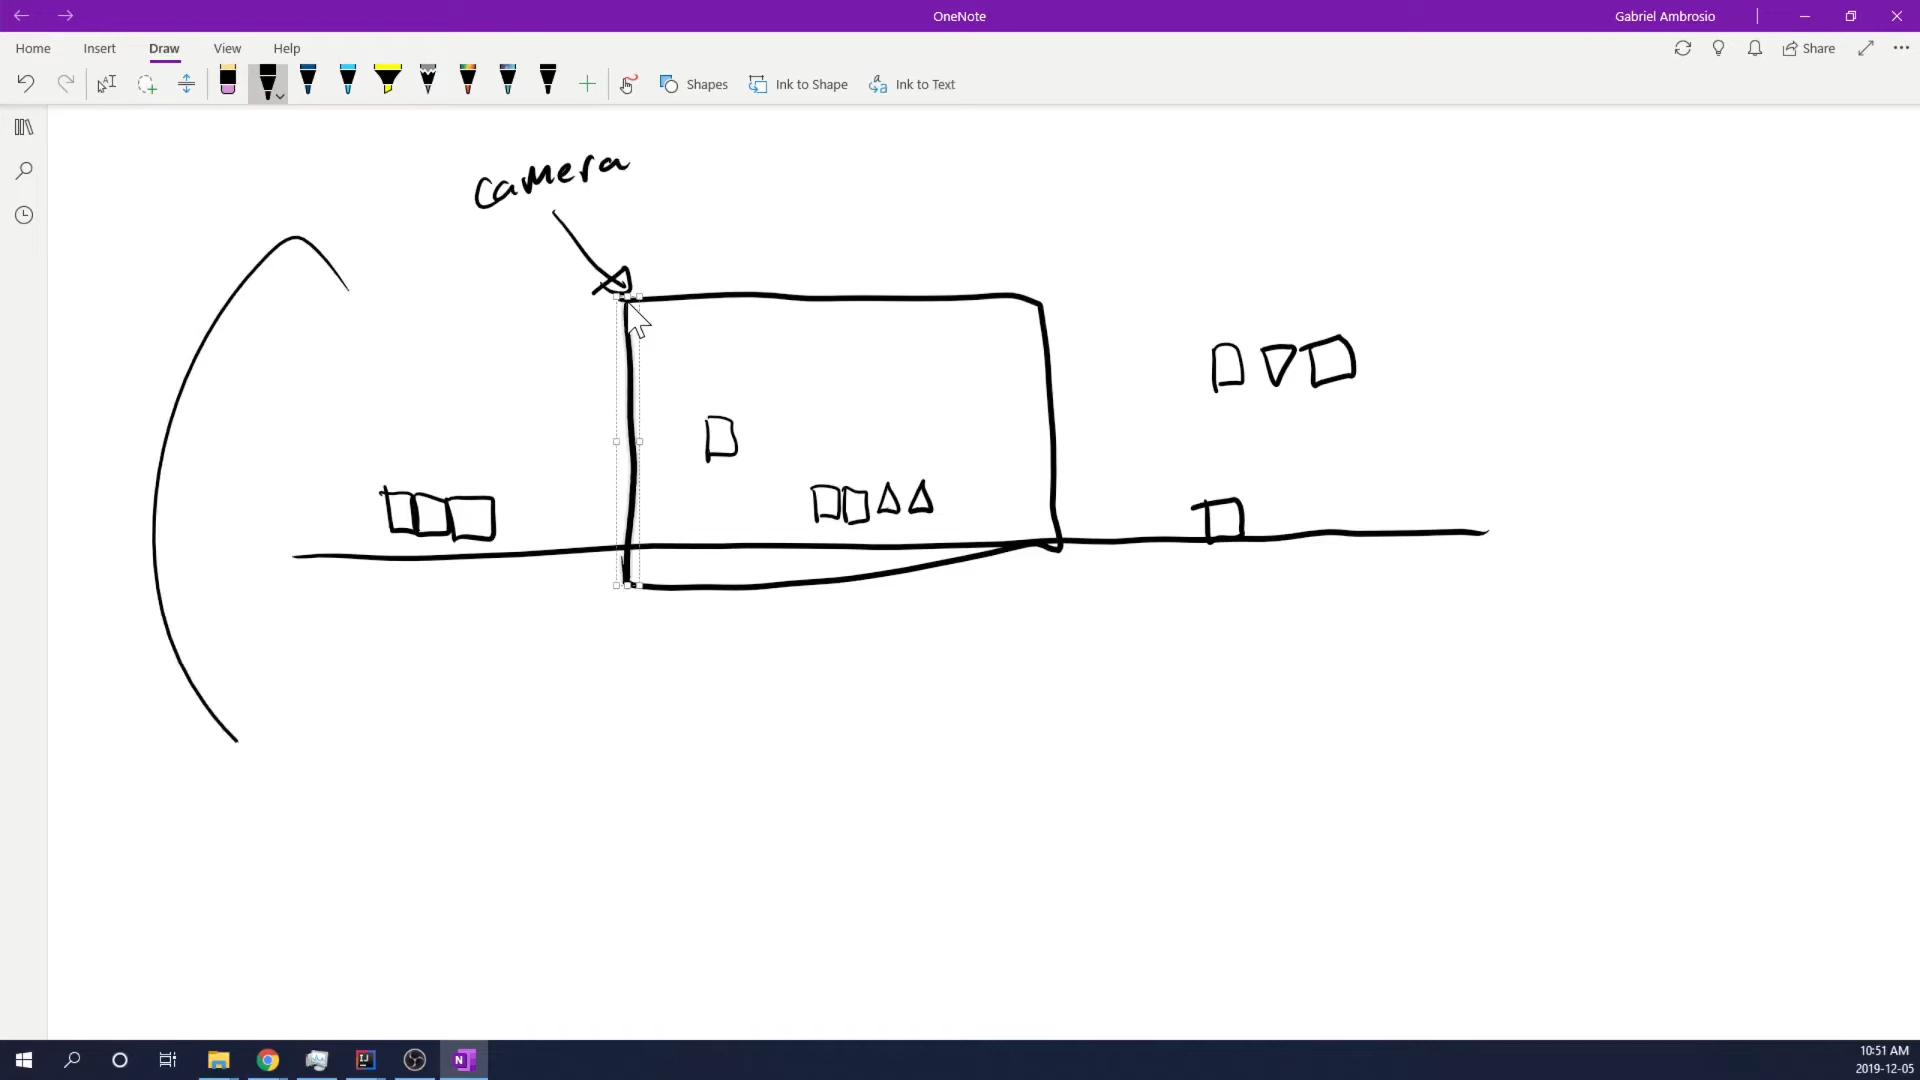 OneNote
Gabriel Ambrosio
Home Insert Draw View Help
Share
Shapes Ink to Shape Ink to Text
camera
10:51 AM
2019-12-05